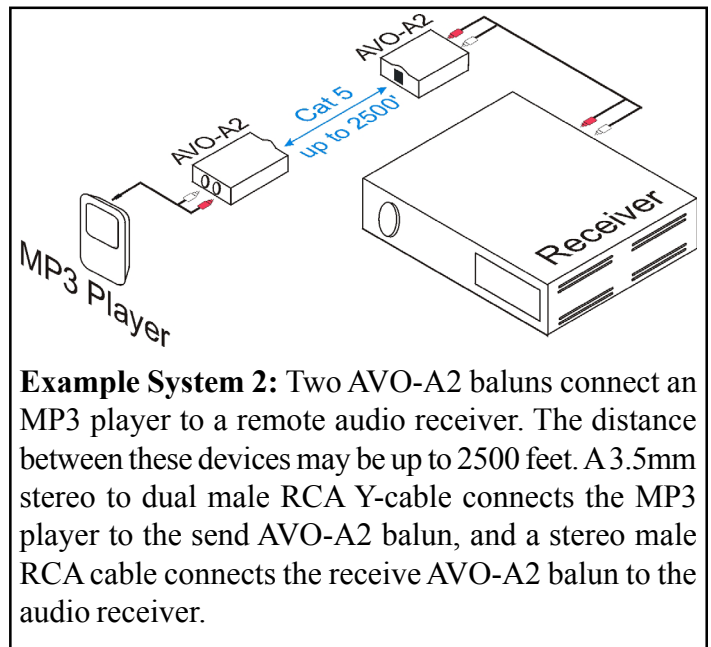 AVO-A2
Cat 5
up to 2500'
AVO-A2
MP3 Player
Receiver
Example System 2: Two AVO-A2 baluns connect an
MP3 player to a remote audio receiver. The distance
between these devices may be up to 2500 feet. A 3.5mm
stereo to dual male RCA Y-cable connects the MP3
player to the send AVO-A2 balun, and a stereo male
RCA cable connects the receive AVO-A2 balun to the
audio receiver.